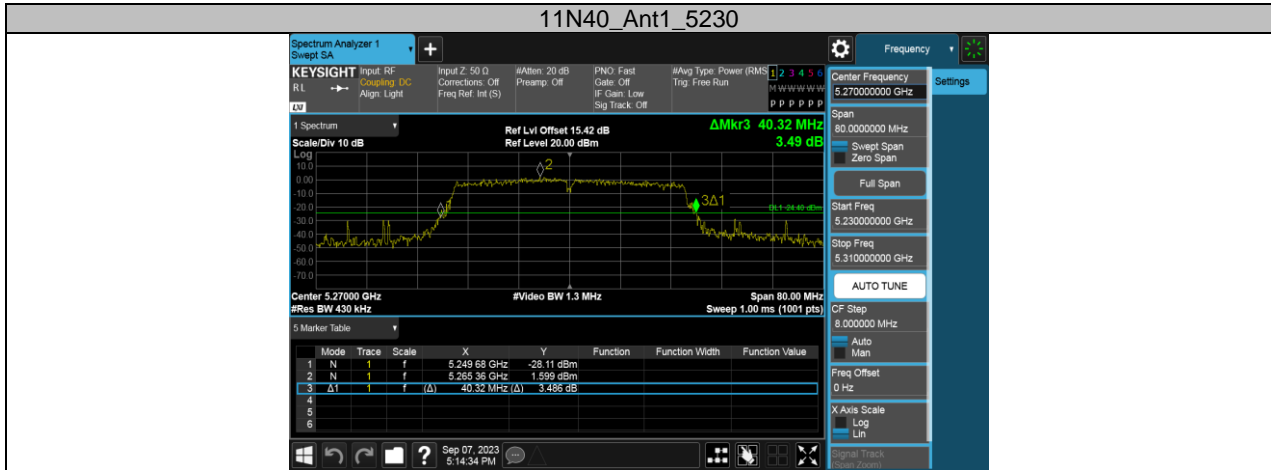 11N40_Ant1_5230
Spectrum Analyzer 1
Swept SA
+
Frequency
KEYSIGHT
RL
LXI
Input: RF
Coupling: DC
Align: Light
Input Z: 50 Ω
Corrections: Off
Freq Ref: Int (S)
#Atten: 20 dB
Preamp: Off
PNO: Fast
Gate: Off
IF Gain: Low
Sig Track: Off
#Avg Type: Power (RMS
Trig: Free Run
1 2 3 4 5 6
M W W W W W
P P P P P P
1 Spectrum
Scale/Div 10 dB
Ref Lvl Offset 15.42 dB
Ref Level 20.00 dBm
ΔMkr3 40.32 MHz
3.49 dB
Log
10.0
0.00
-10.0
-20.0
-30.0
-40.0
-50.0
-60.0
-70.0
2
3Δ1
DL1 -24.40 dBm
Center 5.27000 GHz
#Res BW 430 kHz
#Video BW 1.3 MHz
Span 80.00 MHz
Sweep 1.00 ms (1001 pts)
5 Marker Table
Mode Trace Scale X Y Function Function Width Function Value
1 N 1 f 5.249 68 GHz -28.11 dBm
2 N 1 f 5.265 36 GHz 1.599 dBm
3 Δ1 1 f (Δ) 40.32 MHz (Δ) 3.486 dB
4
5
6
Sep 07, 2023
5:14:34 PM
?
Center Frequency
5.270000000 GHz
Settings
Span
80.0000000 MHz
Swept Span
Zero Span
Full Span
Start Freq
5.230000000 GHz
Stop Freq
5.310000000 GHz
AUTO TUNE
CF Step
8.000000 MHz
Auto
Man
Freq Offset
0 Hz
X Axis Scale
Log
Lin
Signal Track
(Span Zoom)